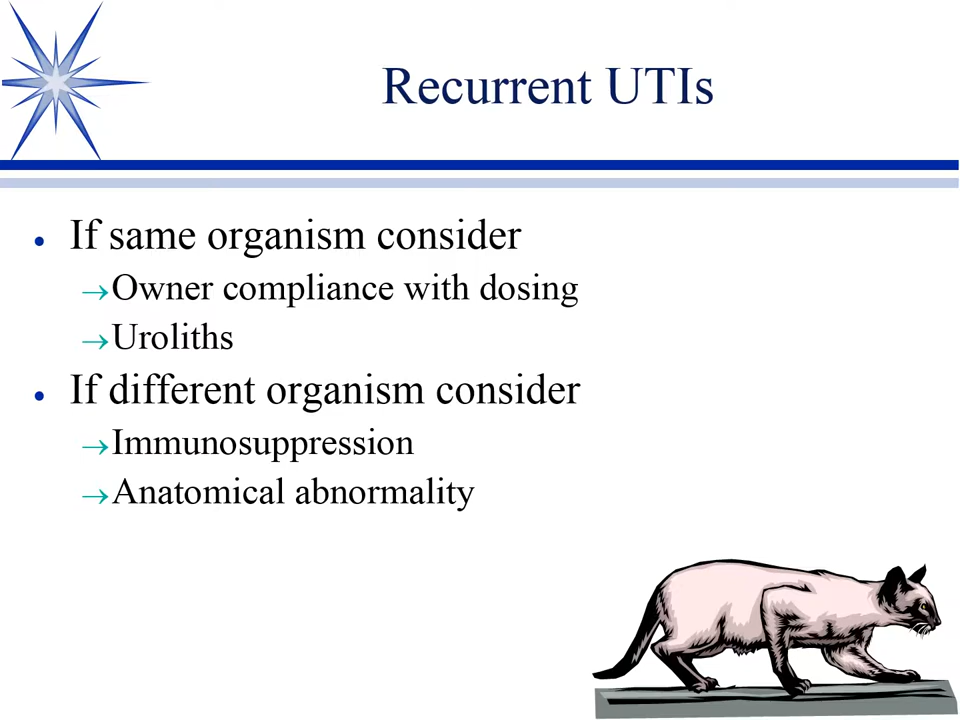 Recurrent UTIs
• If same organism consider
→Owner compliance with dosing
→Uroliths
• If different organism consider
→Immunosuppression
→Anatomical abnormality